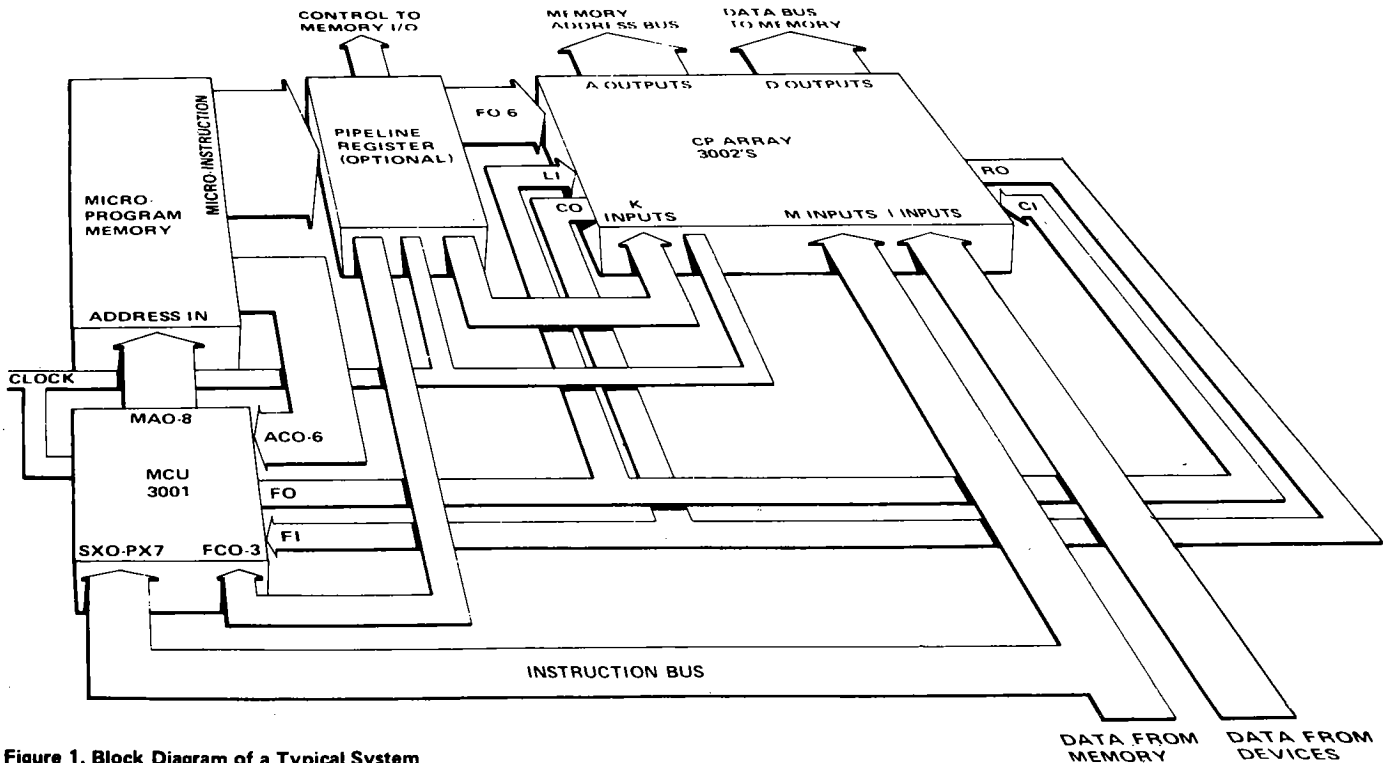 CONTROL TO
MEMORY I/O
MEMORY
ADDRESS BUS
DATA BUS
TO MEMORY
MICRO-INSTRUCTION
MICRO-
PROGRAM
MEMORY
ADDRESS IN
PIPELINE
REGISTER
(OPTIONAL)
FO-6
A OUTPUTS
D OUTPUTS
CP ARRAY
3002'S
LI
CO
K
INPUTS
M INPUTS
I INPUTS
RO
CI
CLOCK
MAO-8
ACO-6
MCU
3001
FO
FI
SXO-PX7
FCO-3
INSTRUCTION BUS
DATA FROM
MEMORY
DATA FROM
DEVICES
Figure 1. Block Diagram of a Typical System